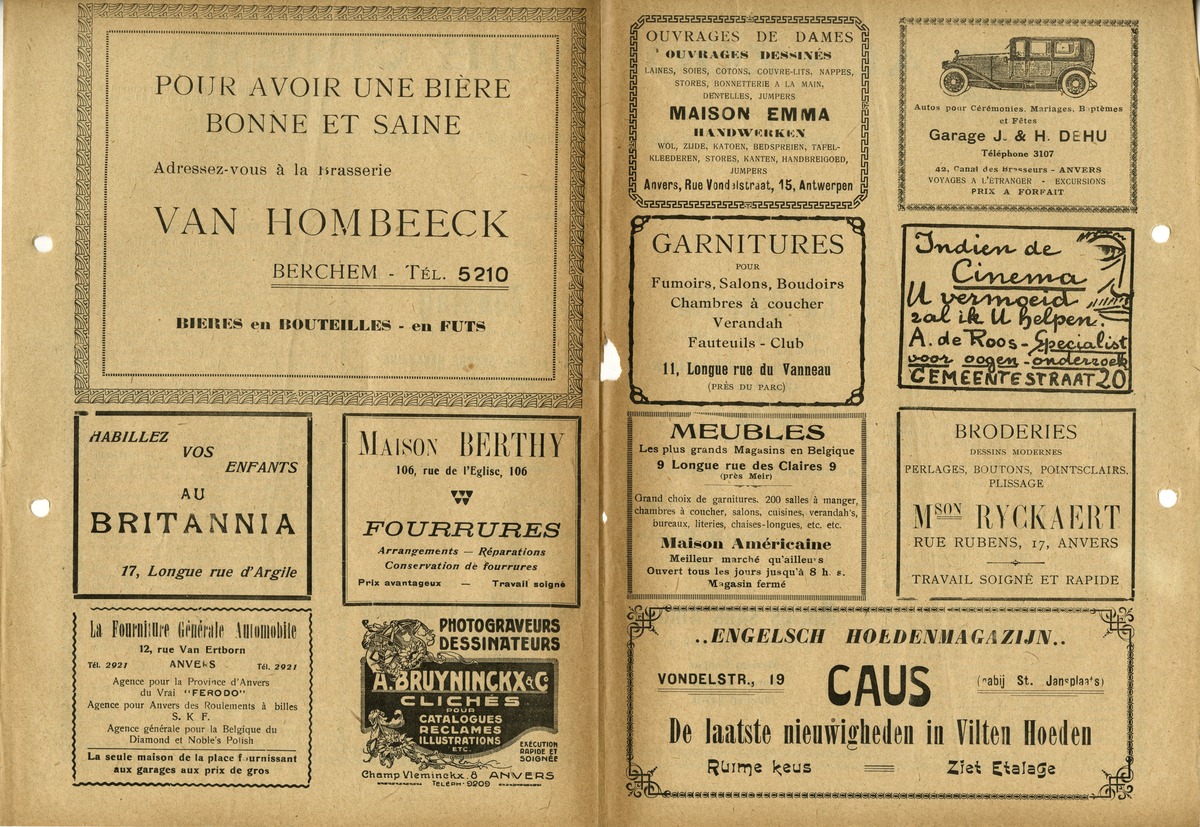 POUR AVOIR UNE BIÈRE
BONNE ET SAINE
Adressez-vous à la Brasserie
VAN HOMBEECK
BERCHEM - TÉL. 5210
BIERES en BOUTEILLES - en FUTS
HABILLEZ
VOS
ENFANTS
AU
BRITANNIA
17, Longue rue d'Argile
MAISON BERTHY
106, rue de l'Eglise, 106
FOURRURES
Arrangements — Réparations
Conservation de fourrures
Prix avantageux — Travail soigné
La Fourniture Générale Automobile
12, rue Van Ertborn
Tél. 2921 ANVERS Tél. 2921
Agence pour la Province d'Anvers
du Vrai "FERODO"
Agence pour Anvers des Roulements à billes
S. K. F.
Agence générale pour la Belgique du
Diamond et Noble's Polish
La seule maison de la place fournissant
aux garages aux prix de gros
PHOTOGRAVEURS
DESSINATEURS
A. BRUYNINCKX & Co
CLICHÉS
POUR
CATALOGUES
RECLAMES
ILLUSTRATIONS
ETC.
EXÉCUTION
RAPIDE ET
SOIGNÉE
Champ Vleminckx. 8 ANVERS
TÉLÉPH. 9209
OUVRAGES DE DAMES
OUVRAGES DESSINÉS
LAINES, SOIES, COTONS, COUVRE-LITS, NAPPES,
STORES, BONNETTERIE A LA MAIN,
DENTELLES, JUMPERS
MAISON EMMA
HANDWERKEN
WOL, ZIJDE, KATOEN, BEDSPREIEN, TAFEL-
KLEEDEREN, STORES, KANTEN, HANDBREIGOED,
JUMPERS
Anvers, Rue Vondelstraat, 15, Antwerpen
Autos pour Cérémonies, Mariages, Baptèmes
et Fêtes
Garage J. & H. DEHU
Téléphone 3107
42, Canal des Brasseurs - ANVERS
VOYAGES A L'ÉTRANGER - EXCURSIONS
PRIX A FORFAIT
GARNITURES
POUR
Fumoirs, Salons, Boudoirs
Chambres à coucher
Verandah
Fauteuils - Club
11, Longue rue du Vanneau
(PRÈS DU PARC)
Indien de
Cinema
U vermoeid
zal ik U helpen.
A. de Roos - Specialist
voor oogen-onderzoek
GEMEENTESTRAAT 20
MEUBLES
Les plus grands Magasins en Belgique
9 Longue rue des Claires 9
(près Meir)
Grand choix de garnitures. 200 salles à manger,
chambres à coucher, salons, cuisines, verandah's,
bureaux, literies, chaises-longues, etc. etc.
Maison Américaine
Meilleur marché qu'ailleurs
Ouvert tous les jours jusqu'à 8 h. s.
Magasin fermé
BRODERIES
DESSINS MODERNES
PERLAGES, BOUTONS, POINTSCLAIRS,
PLISSAGE
MSON RYCKAERT
RUE RUBENS, 17, ANVERS
TRAVAIL SOIGNÉ ET RAPIDE
..ENGELSCH HOEDENMAGAZIJN..
VONDELSTR., 19 CAUS (nabij St. Jansplaats)
De laatste nieuwigheden in Vilten Hoeden
Ruime keus Ziet Etalage